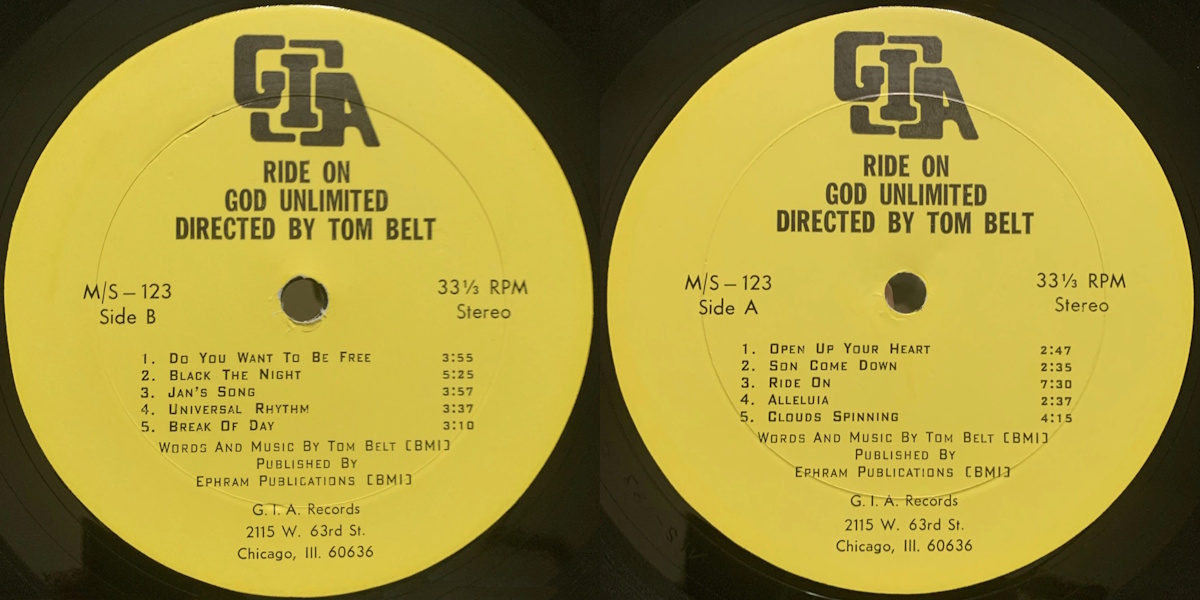 GIA
RIDE ON
GOD UNLIMITED
DIRECTED BY TOM BELT
M/S – 123
Side B
33⅓ RPM
Stereo
1. DO YOU WANT TO BE FREE 3:55
2. BLACK THE NIGHT 5:25
3. JAN'S SONG 3:57
4. UNIVERSAL RHYTHM 3:37
5. BREAK OF DAY 3:10
WORDS AND MUSIC BY TOM BELT [BMI]
PUBLISHED BY
EPHRAM PUBLICATIONS [BMI]
G. I. A. Records
2115 W. 63rd St.
Chicago, Ill. 60636
GIA
RIDE ON
GOD UNLIMITED
DIRECTED BY TOM BELT
M/S – 123
Side A
33⅓ RPM
Stereo
1. OPEN UP YOUR HEART 2:47
2. SON COME DOWN 2:35
3. RIDE ON 7:30
4. ALLELUIA 2:37
5. CLOUDS SPINNING 4:15
WORDS AND MUSIC BY TOM BELT [BMI]
PUBLISHED BY
EPHRAM PUBLICATIONS [BMI]
G. I. A. Records
2115 W. 63rd St.
Chicago, Ill. 60636